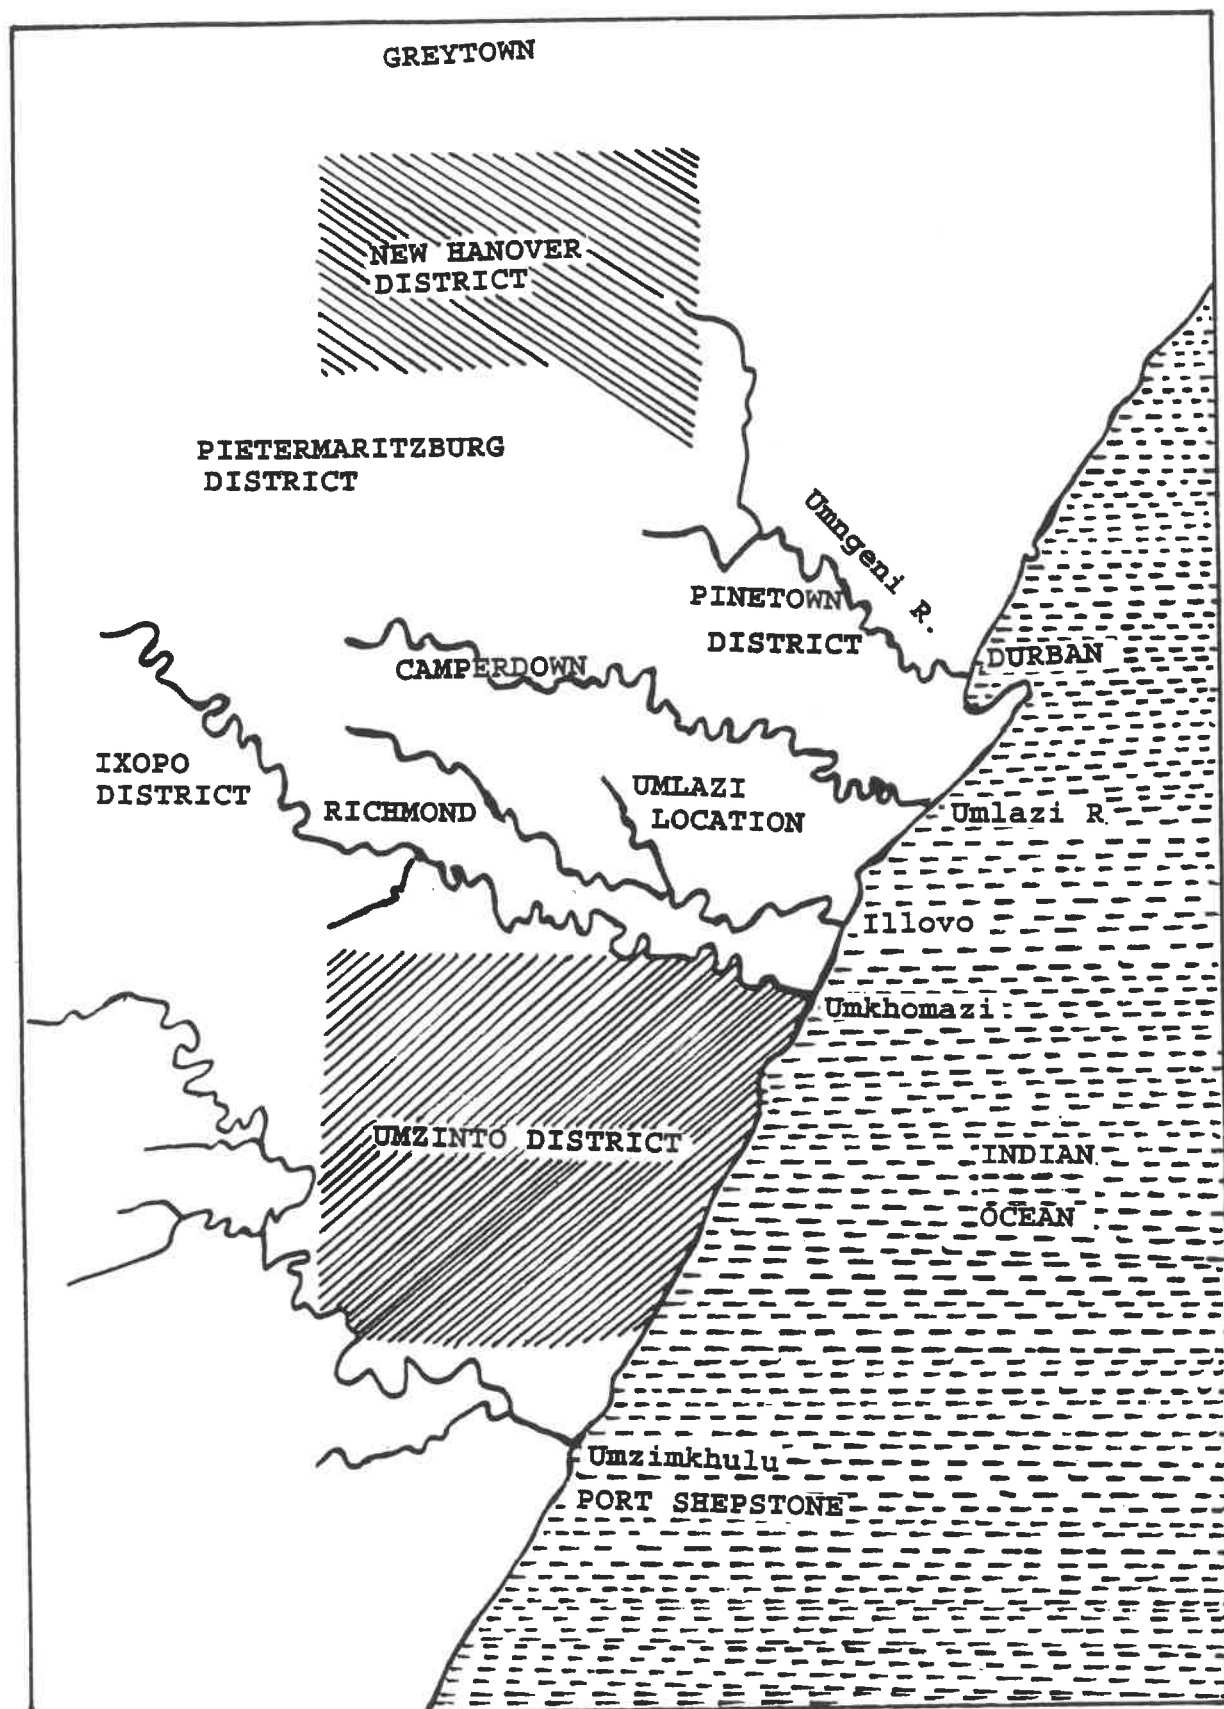 GREYTOWN
NEW HANOVER
DISTRICT
PIETERMARITZBURG
DISTRICT
Umngeni R.
PINETOWN
DISTRICT
DURBAN
CAMPERDOWN
IXOPO
DISTRICT
RICHMOND
UMLAZI
LOCATION
Umlazi R.
Illovo
Umkhomazi
UMZINTO DISTRICT
INDIAN
OCEAN
Umzimkhulu
PORT SHEPSTONE